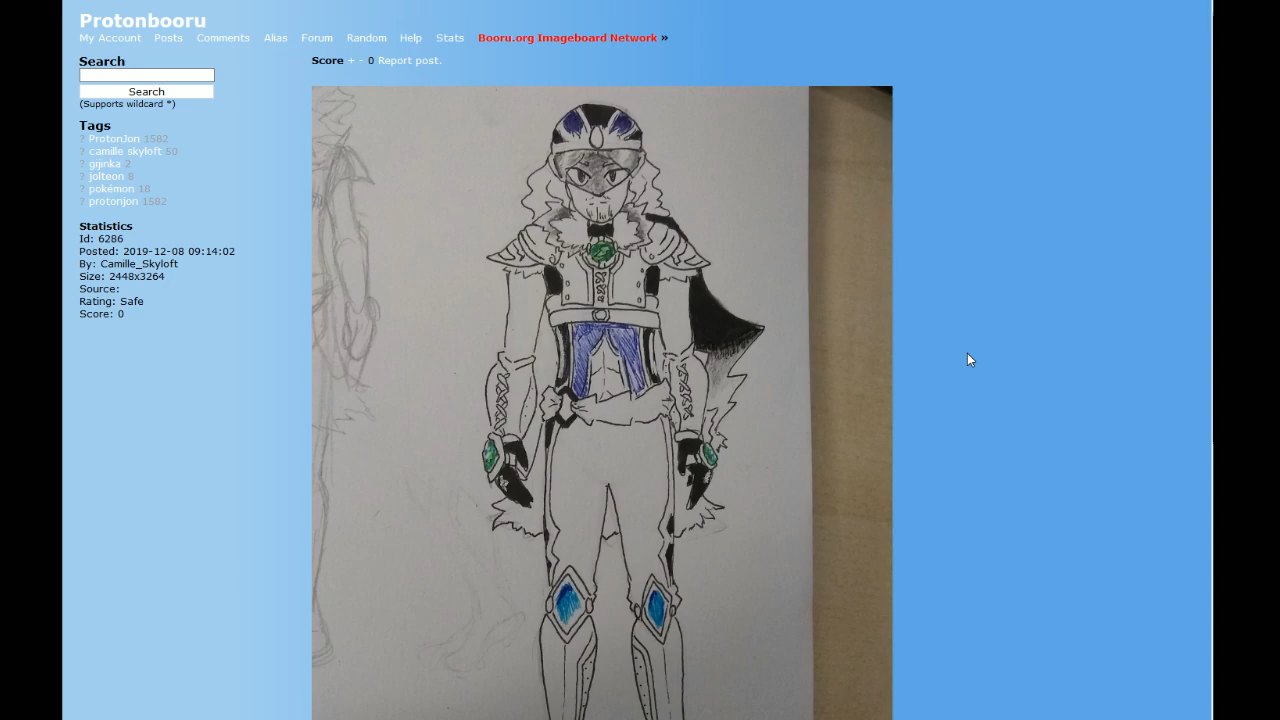 Protonbooru
My Account Posts Comments Alias Forum Random Help Stats Booru.org Imageboard Network »
Search
Search
(Supports wildcard *)
Tags
? ProtonJon 1582
? camille skyloft 50
? gijinka 2
? jolteon 8
? pokémon 18
? protonjon 1582
Statistics
Id: 6286
Posted: 2019-12-08 09:14:02
By: Camille_Skyloft
Size: 2448x3264
Source:
Rating: Safe
Score: 0
Score + - 0 Report post.